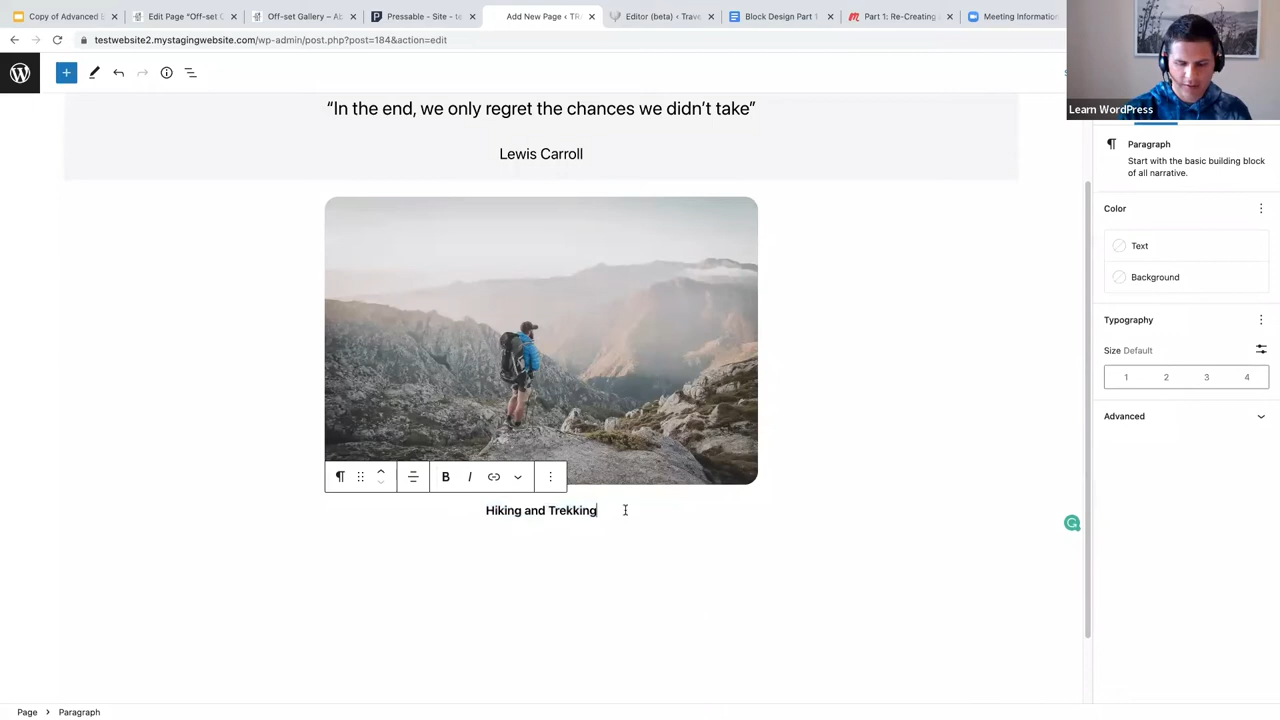 Copy of Advanced E
Edit Page "Off-set G
Off-set Gallery – Ab
Pressable - Site - te
Add New Page ‹ TR
Editor (beta) ‹ Trave
Block Design Part 1
Part 1: Re-Creating
Meeting Information
testwebsite2.mystagingwebsite.com/wp-admin/post.php?post=184&action=edit
Learn WordPress
“In the end, we only regret the chances we didn’t take”
Lewis Carroll
B I
Hiking and Trekking
Paragraph
Start with the basic building block
of all narrative.
Color
Text
Background
Typography
Size Default
1 2 3 4
Advanced
Page > Paragraph